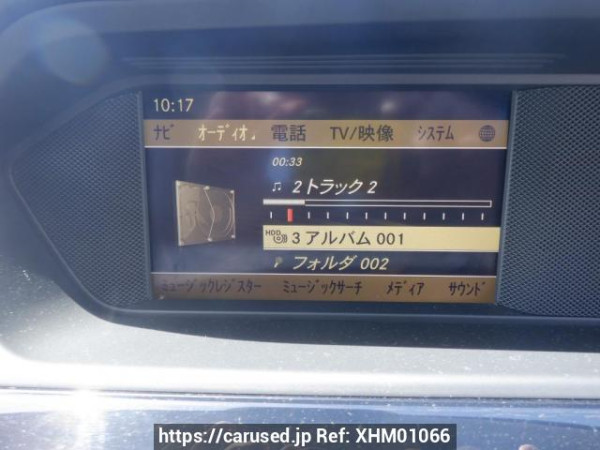 10:17
ナビ オーディオ 電話 TV/映像 システム
00:33
2 トラック 2
HDD 3 アルバム 001
フォルダ 002
ミュージックレジスター ミュージックサーチ メディア サウンド
https://carused.jp Ref: XHM01066